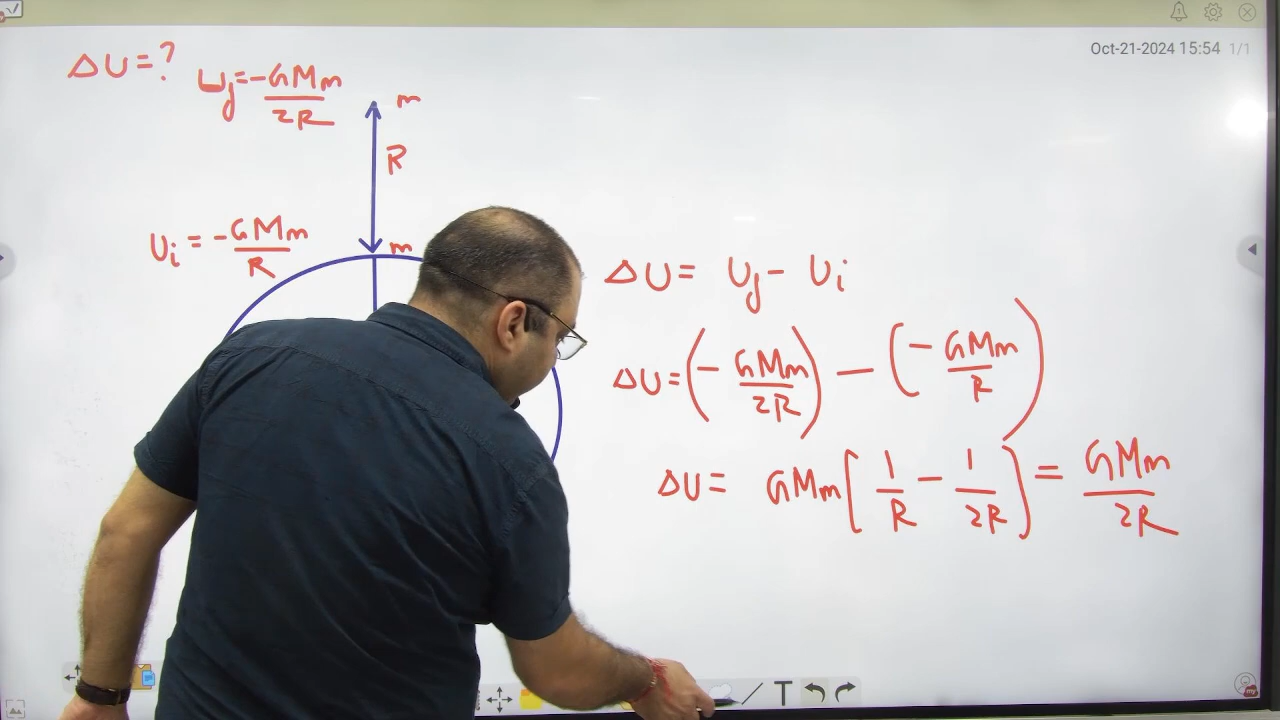 Oct-21-2024 15:54 1/1
ΔU = ?
Uf = -GMm/2R
m
R
Ui = -GMm/R
m
ΔU = Uf - Ui
ΔU = (-GMm/2R) - (-GMm/R)
ΔU = GMm[1/R - 1/2R] = GMm/2R
T